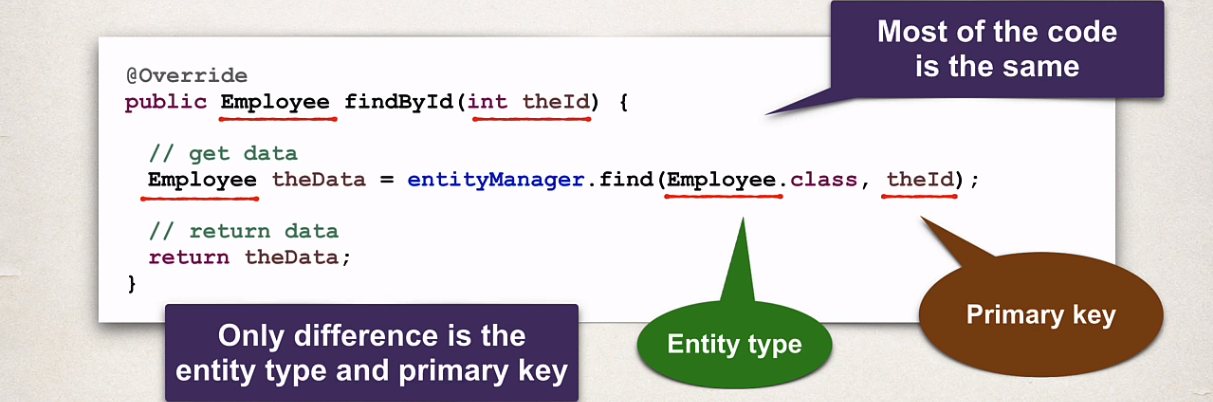 Most of the code
is the same
@Override
public Employee findById(int theId) {
// get data
Employee theData = entityManager.find(Employee.class, theId);
// return data
return theData;
}
Only difference is the
entity type and primary key
Entity type
Primary key